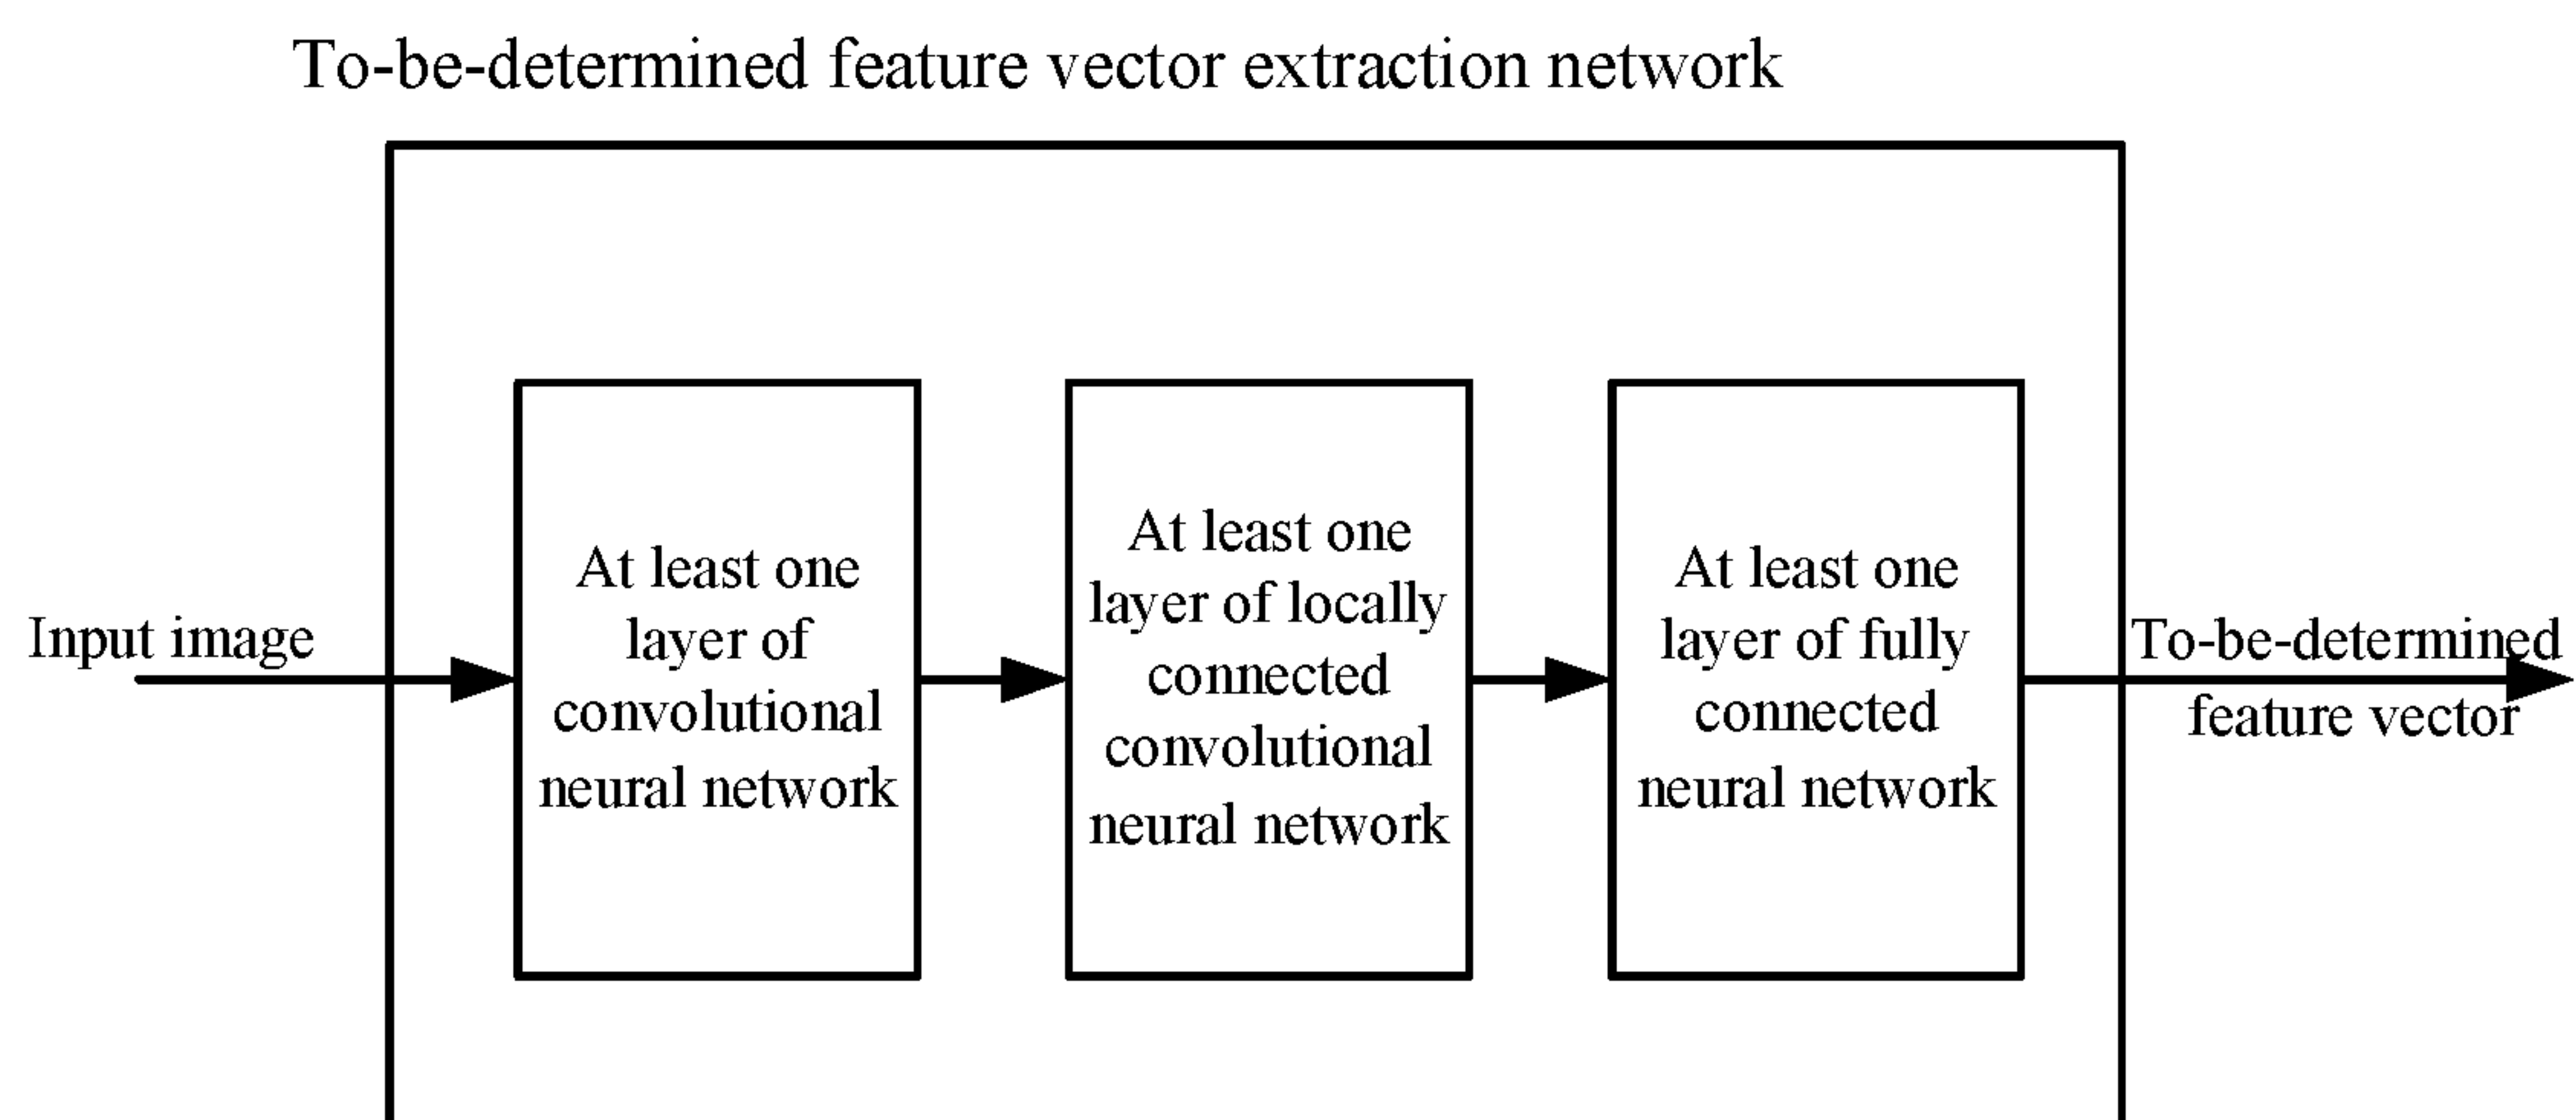 To-be-determined feature vector extraction network
Input image
At least one
layer of
convolutional
neural network
At least one
layer of locally
connected
convolutional
neural network
At least one
layer of fully
connected
neural network
To-be-determined
feature vector